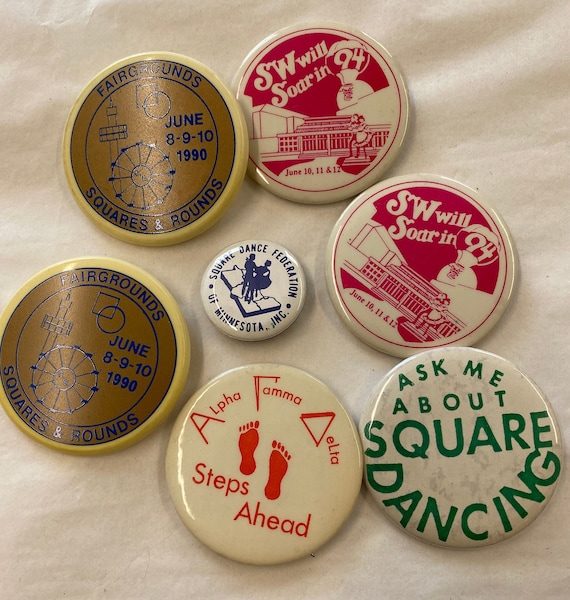 FAIRGROUNDS
JUNE
8-9-10
1990
SQUARES & ROUNDS
SW will
Soar in 94
June 10, 11 & 12
SW will
Soar in 94
June 10, 11 & 12
SQUARE DANCE FEDERATION
OF MINNESOTA, INC.
FAIRGROUNDS
JUNE
8-9-10
1990
SQUARES & ROUNDS
Alpha Gamma Delta
Steps
Ahead
ASK ME
ABOUT
SQUARE
DANCING